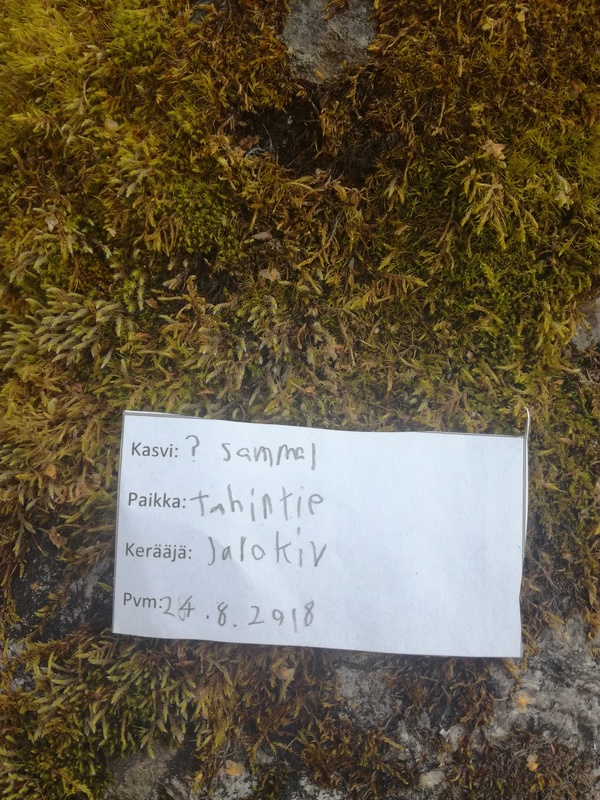 Kasvi: ? sammal
Paikka: tahintie
Kerääjä: Jalokiv
Pvm: 24.8.2018